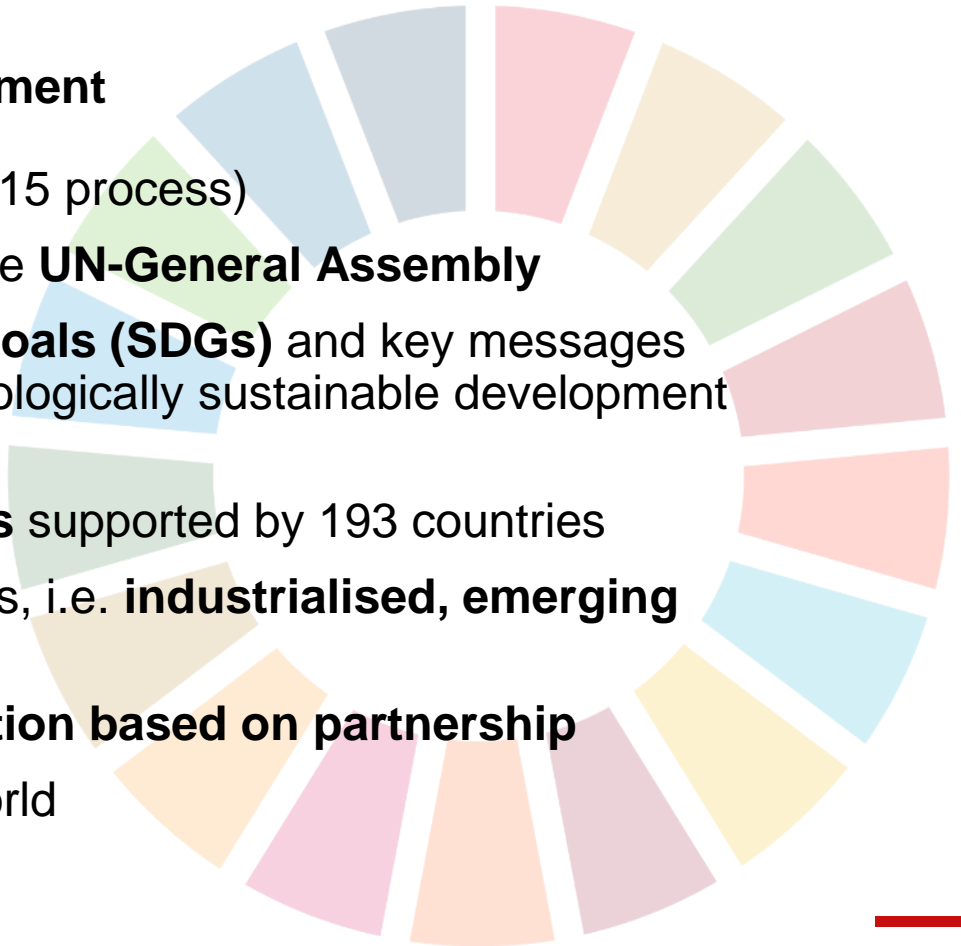 ment
15 process)
e UN-General Assembly
oals (SDGs) and key messages
ologically sustainable development
s supported by 193 countries
s, i.e. industrialised, emerging
tion based on partnership
rld